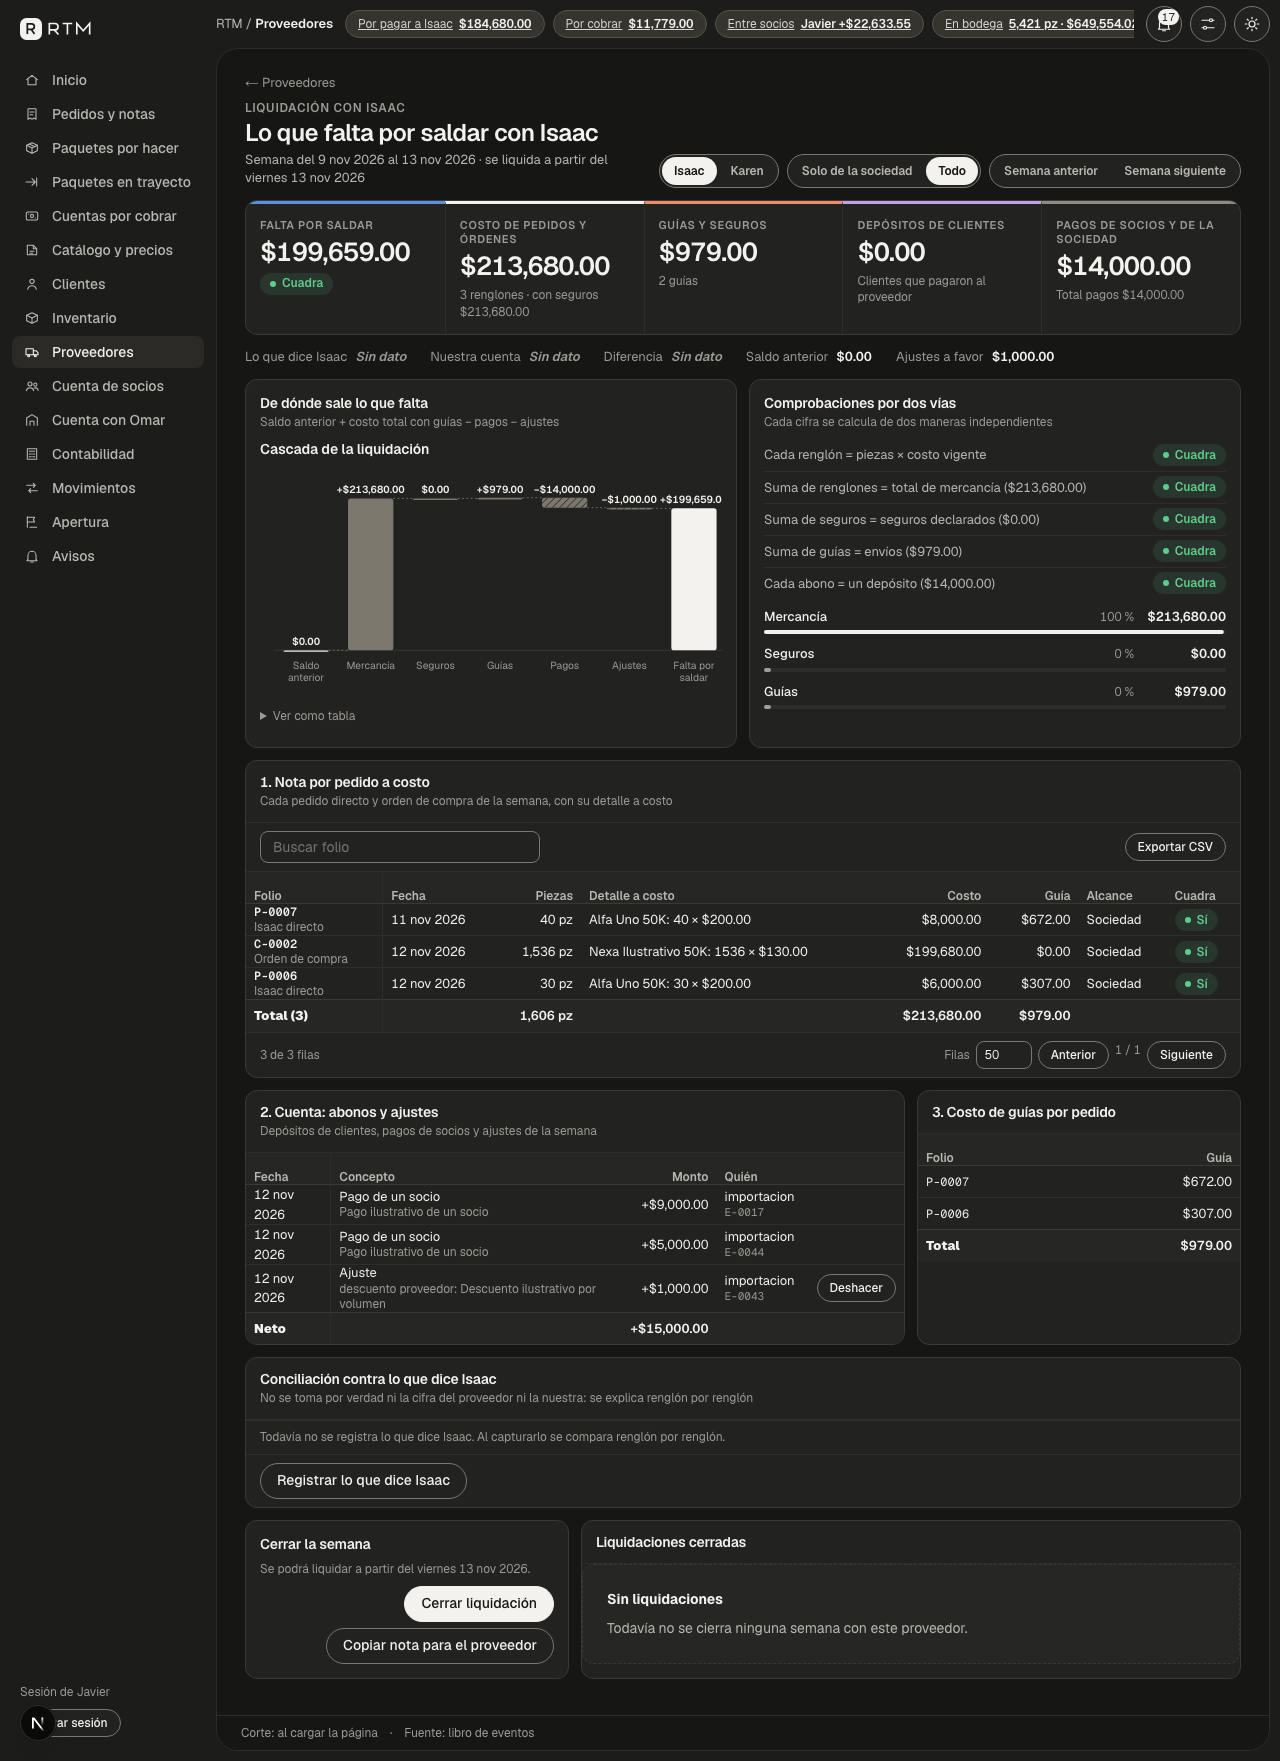 R RTM
Inicio
Pedidos y notas
Paquetes por hacer
Paquetes en trayecto
Cuentas por cobrar
Catálogo y precios
Clientes
Inventario
Proveedores
Cuenta de socios
Cuenta con Omar
Contabilidad
Movimientos
Apertura
Avisos
Sesión de Javier
N ar sesión
RTM / Proveedores
Por pagar a Isaac $184,680.00
Por cobrar $11,779.00
Entre socios Javier +$22,633.55
En bodega 5,421 pz · $649,554.02
17
← Proveedores
LIQUIDACIÓN CON ISAAC
Lo que falta por saldar con Isaac
Semana del 9 nov 2026 al 13 nov 2026 · se liquida a partir del
viernes 13 nov 2026
Isaac Karen
Solo de la sociedad Todo
Semana anterior Semana siguiente
FALTA POR SALDAR
$199,659.00
Cuadra
COSTO DE PEDIDOS Y
ÓRDENES
$213,680.00
3 renglones · con seguros
$213,680.00
GUÍAS Y SEGUROS
$979.00
2 guías
DEPÓSITOS DE CLIENTES
$0.00
Clientes que pagaron al
proveedor
PAGOS DE SOCIOS Y DE LA
SOCIEDAD
$14,000.00
Total pagos $14,000.00
Lo que dice Isaac Sin dato Nuestra cuenta Sin dato Diferencia Sin dato Saldo anterior $0.00 Ajustes a favor $1,000.00
De dónde sale lo que falta
Saldo anterior + costo total con guías − pagos − ajustes
Cascada de la liquidación
+$213,680.00 $0.00 +$979.00 −$14,000.00 −$1,000.00 +$199,659.0
$0.00
Saldo anterior
Mercancía
Seguros
Guías
Pagos
Ajustes
Falta por saldar
▶ Ver como tabla
Comprobaciones por dos vías
Cada cifra se calcula de dos maneras independientes
Cada renglón = piezas × costo vigente Cuadra
Suma de renglones = total de mercancía ($213,680.00) Cuadra
Suma de seguros = seguros declarados ($0.00) Cuadra
Suma de guías = envíos ($979.00) Cuadra
Cada abono = un depósito ($14,000.00) Cuadra
Mercancía 100 % $213,680.00
Seguros 0 % $0.00
Guías 0 % $979.00
1. Nota por pedido a costo
Cada pedido directo y orden de compra de la semana, con su detalle a costo
Buscar folio
Exportar CSV
Folio Fecha Piezas Detalle a costo Costo Guía Alcance Cuadra
P-0007 Isaac directo 11 nov 2026 40 pz Alfa Uno 50K: 40 × $200.00 $8,000.00 $672.00 Sociedad Sí
C-0002 Orden de compra 12 nov 2026 1,536 pz Nexa Ilustrativo 50K: 1536 × $130.00 $199,680.00 $0.00 Sociedad Sí
P-0006 Isaac directo 12 nov 2026 30 pz Alfa Uno 50K: 30 × $200.00 $6,000.00 $307.00 Sociedad Sí
Total (3) 1,606 pz $213,680.00 $979.00
3 de 3 filas
Filas 50 Anterior 1 / 1 Siguiente
2. Cuenta: abonos y ajustes
Depósitos de clientes, pagos de socios y ajustes de la semana
Fecha Concepto Monto Quién
12 nov 2026 Pago de un socio Pago ilustrativo de un socio +$9,000.00 importacion E-0017
12 nov 2026 Pago de un socio Pago ilustrativo de un socio +$5,000.00 importacion E-0044
12 nov 2026 Ajuste descuento proveedor: Descuento ilustrativo por volumen +$1,000.00 importacion E-0043 Deshacer
Neto +$15,000.00
3. Costo de guías por pedido
Folio Guía
P-0007 $672.00
P-0006 $307.00
Total $979.00
Conciliación contra lo que dice Isaac
No se toma por verdad ni la cifra del proveedor ni la nuestra: se explica renglón por renglón
Todavía no se registra lo que dice Isaac. Al capturarlo se compara renglón por renglón.
Registrar lo que dice Isaac
Cerrar la semana
Se podrá liquidar a partir del viernes 13 nov 2026.
Cerrar liquidación
Copiar nota para el proveedor
Liquidaciones cerradas
Sin liquidaciones
Todavía no se cierra ninguna semana con este proveedor.
Corte: al cargar la página · Fuente: libro de eventos